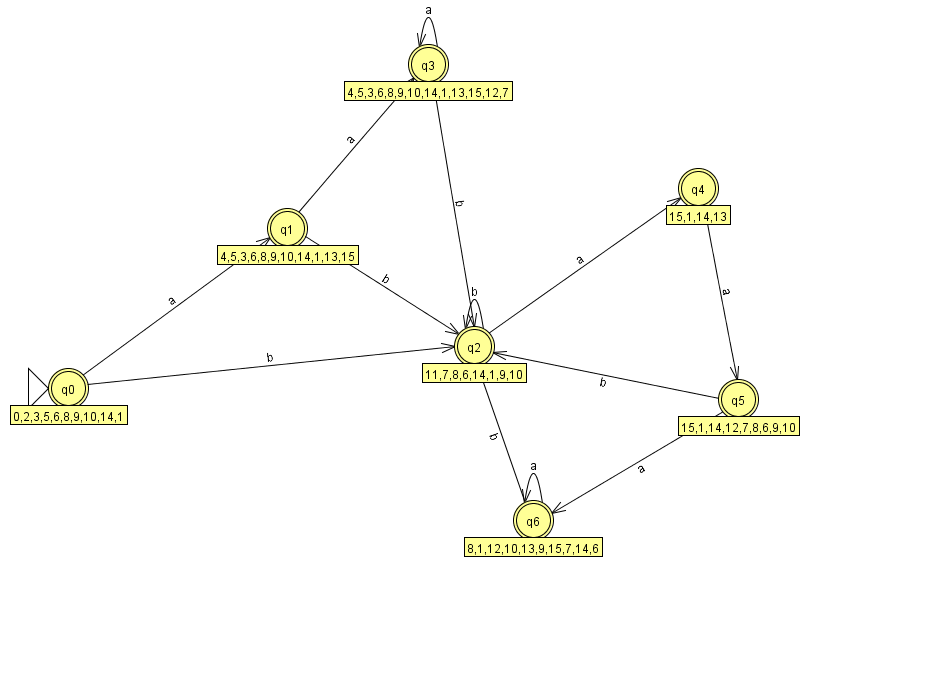 a
q3
4,5,3,6,8,9,10,14,1,13,15,12,7
a
q4
15,1,14,13
b
q1
4,5,3,6,8,9,10,14,1,13,15
a
b
a
b
a
q2
11,7,8,6,14,1,9,10
b
q0
0,2,3,5,6,8,9,10,14,1
b
q5
15,1,14,12,7,8,6,9,10
b
a
a
q6
8,1,12,10,13,9,15,7,14,6